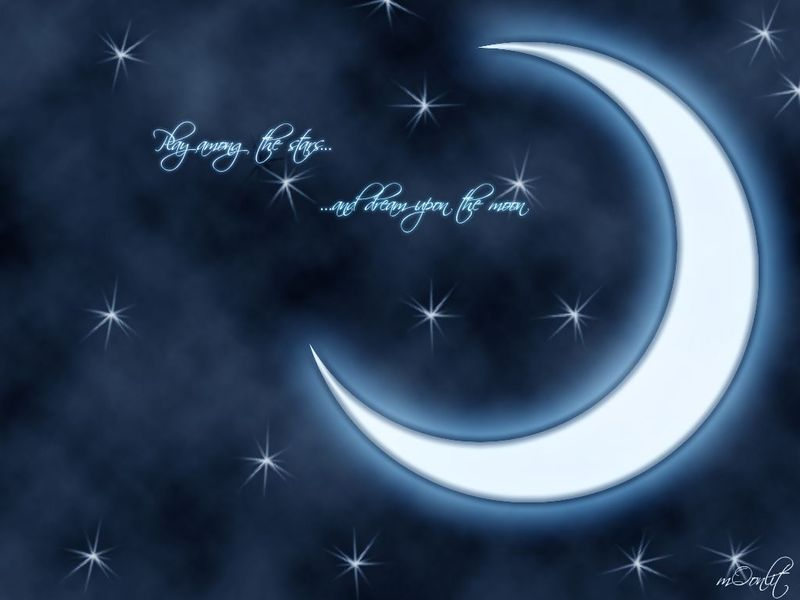 Play among the stars...
...and dream upon the moon
m0onlit